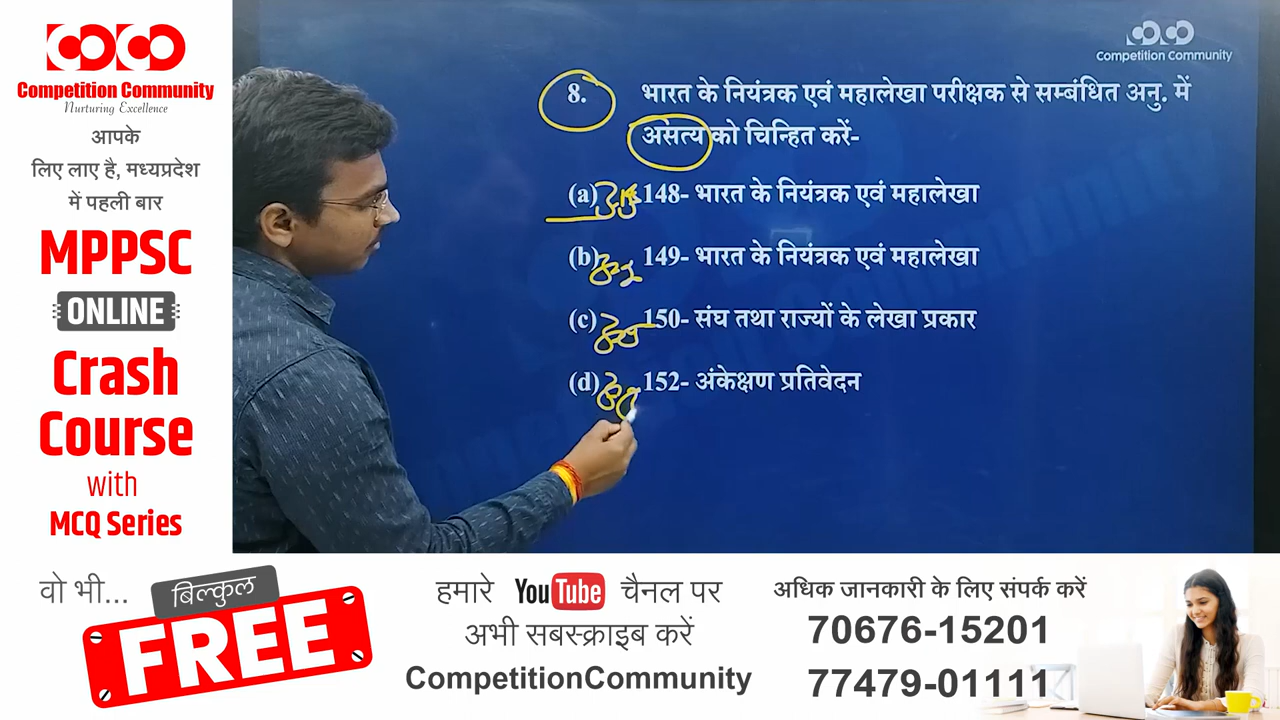 Competition Community
Nurturing Excellence
आपके
लिए लाए है, मध्यप्रदेश
में पहली बार
MPPSC
ONLINE
Crash
Course
with
MCQ Series
Competition Community
8. भारत के नियंत्रक एवं महालेखा परीक्षक से सम्बंधित अनु. में
असत्य को चिन्हित करें-
(a) 148- भारत के नियंत्रक एवं महालेखा
(b) 149- भारत के नियंत्रक एवं महालेखा
(c) 150- संघ तथा राज्यों के लेखा प्रकार
(d) 152- अंकेक्षण प्रतिवेदन
वो भी...
बिल्कुल
FREE
हमारे YouTube चैनल पर
अभी सबस्क्राइब करें
CompetitionCommunity
अधिक जानकारी के लिए संपर्क करें
70676-15201
77479-01111